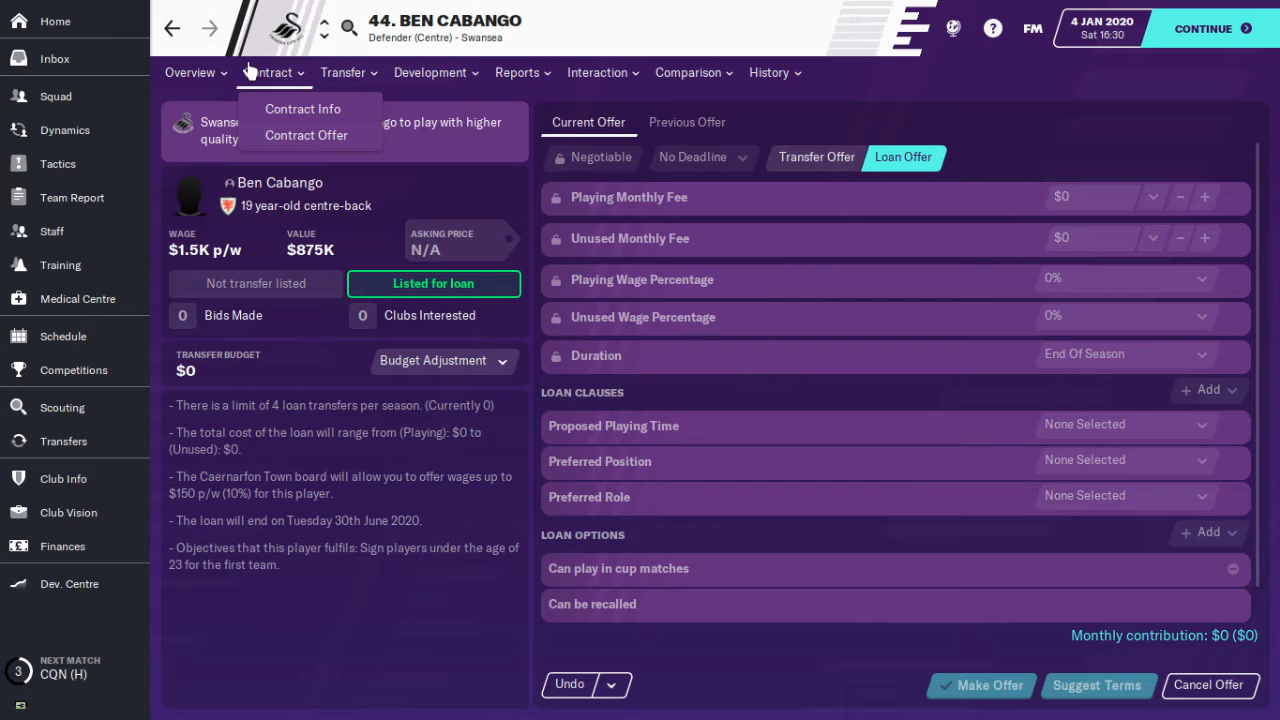 Home
Inbox
Squad
Dynamics
Tactics
Team Report
Staff
Training
Medical Centre
Schedule
Competitions
Scouting
Transfers
Club Info
Club Vision
Finances
Dev. Centre
3
NEXT MATCH
CQN (H)
44. BEN CABANGO
Defender (Centre) - Swansea
FM
4 JAN 2020
Sat 16:30
CONTINUE
Overview
Transfer
Development
Reports
Interaction
Comparison
History
Contract Info
Contract Offer
go to play with higher
quality
Ben Cabango
19 year-old centre-back
WAGE
$1.5K p/w
VALUE
$875K
ASKING PRICE
N/A
Not transfer listed
Listed for loan
0 Bids Made
0 Clubs Interested
TRANSFER BUDGET
$0
Budget Adjustment
- There is a limit of 4 loan transfers per season. (Currently 0)
- The total cost of the loan will range from (Playing): $0 to
(Unused): $0.
- The Caernarfon Town board will allow you to offer wages up to
$150 p/w (10%) for this player.
- The loan will end on Tuesday 30th June 2020.
- Objectives that this player fulfils: Sign players under the age of
23 for the first team.
Current Offer
Previous Offer
Negotiable
No Deadline
Transfer Offer
Loan Offer
Playing Monthly Fee $0
Unused Monthly Fee $0
Playing Wage Percentage 0%
Unused Wage Percentage 0%
Duration End Of Season
LOAN CLAUSES
+ Add
Proposed Playing Time None Selected
Preferred Position None Selected
Preferred Role None Selected
LOAN OPTIONS
+ Add
Can play in cup matches
Can be recalled
Monthly contribution: $0 ($0)
Undo
Make Offer
Suggest Terms
Cancel Offer